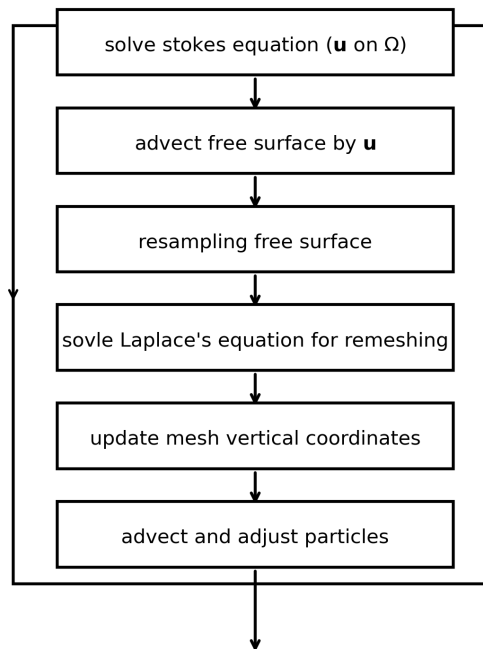 solve stokes equation (u on Ω)
advect free surface by u
resampling free surface
sovle Laplace's equation for remeshing
update mesh vertical coordinates
advect and adjust particles